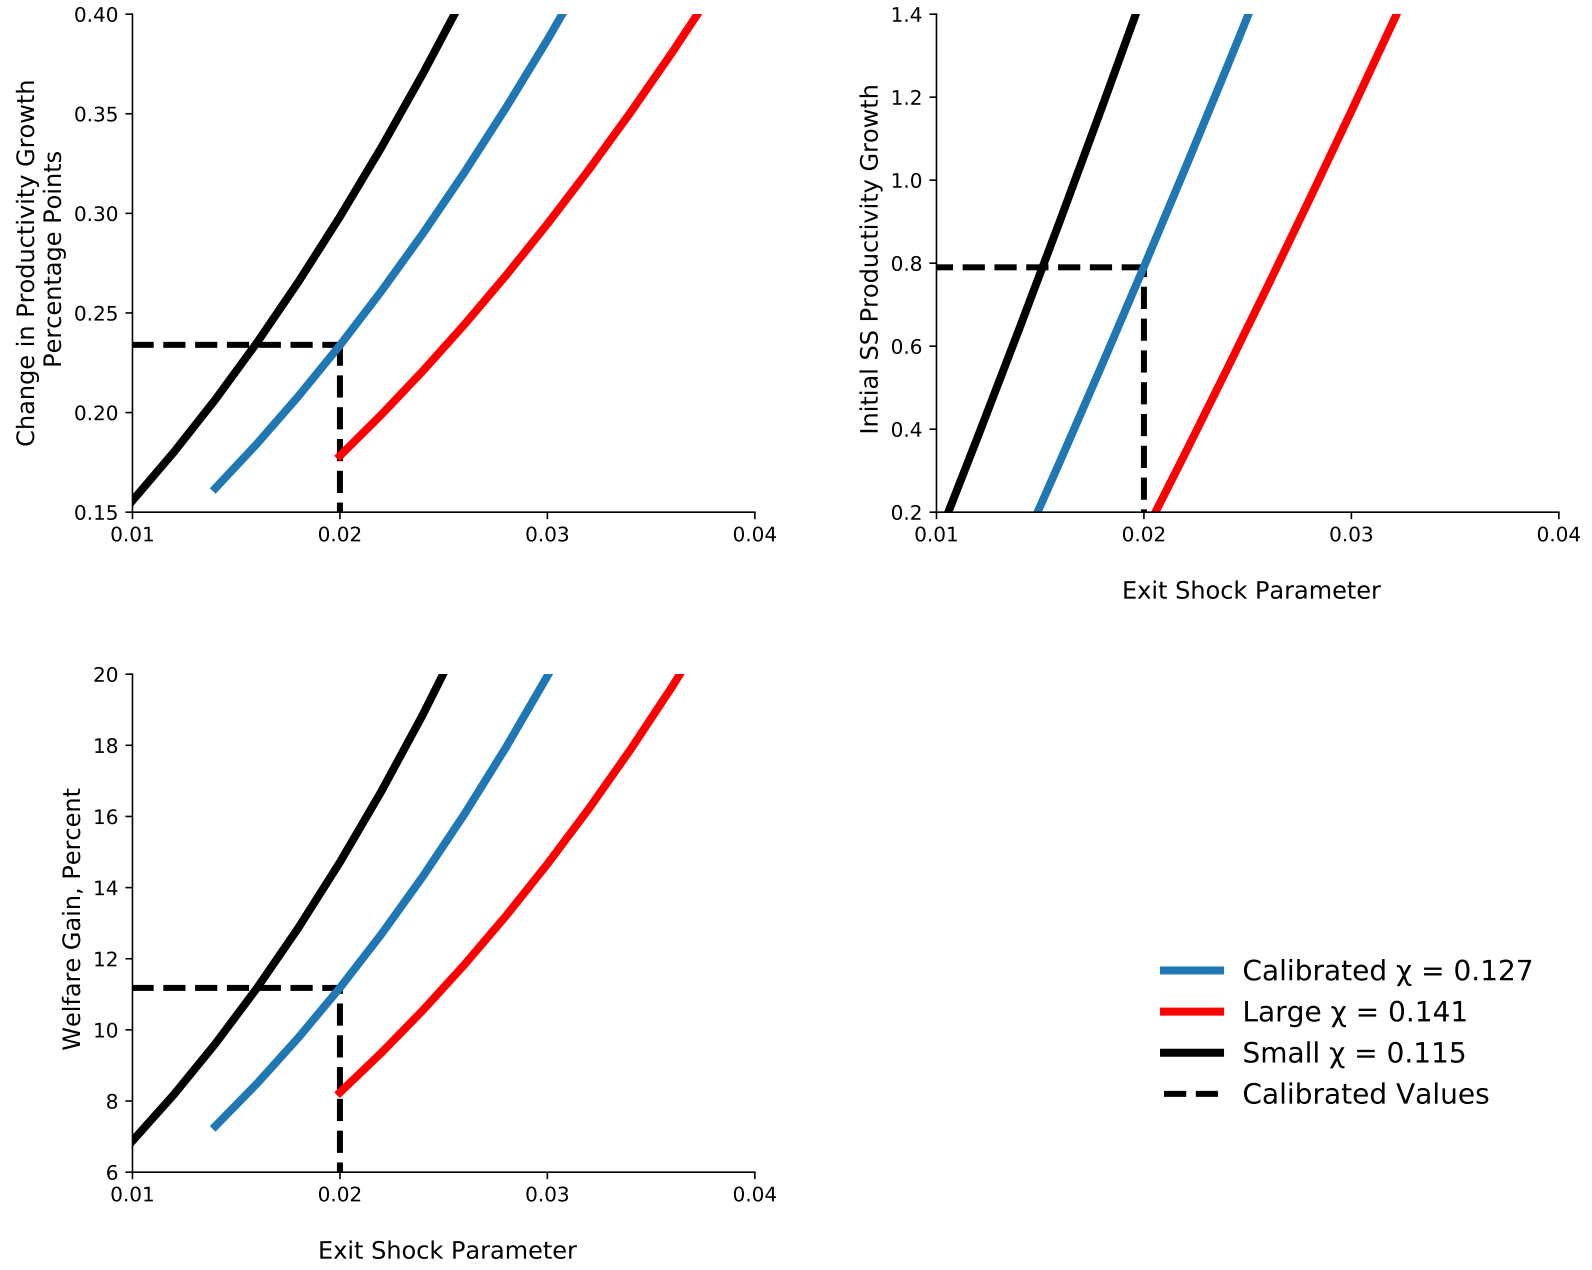 Change in Productivity Growth
Percentage Points
0.40
0.35
0.30
0.25
0.20
0.15
0.01 0.02 0.03 0.04
Initial SS Productivity Growth
1.4
1.2
1.0
0.8
0.6
0.4
0.2
0.01 0.02 0.03 0.04
Exit Shock Parameter
Welfare Gain, Percent
20
18
16
14
12
10
8
6
0.01 0.02 0.03 0.04
Exit Shock Parameter
Calibrated χ = 0.127
Large χ = 0.141
Small χ = 0.115
Calibrated Values